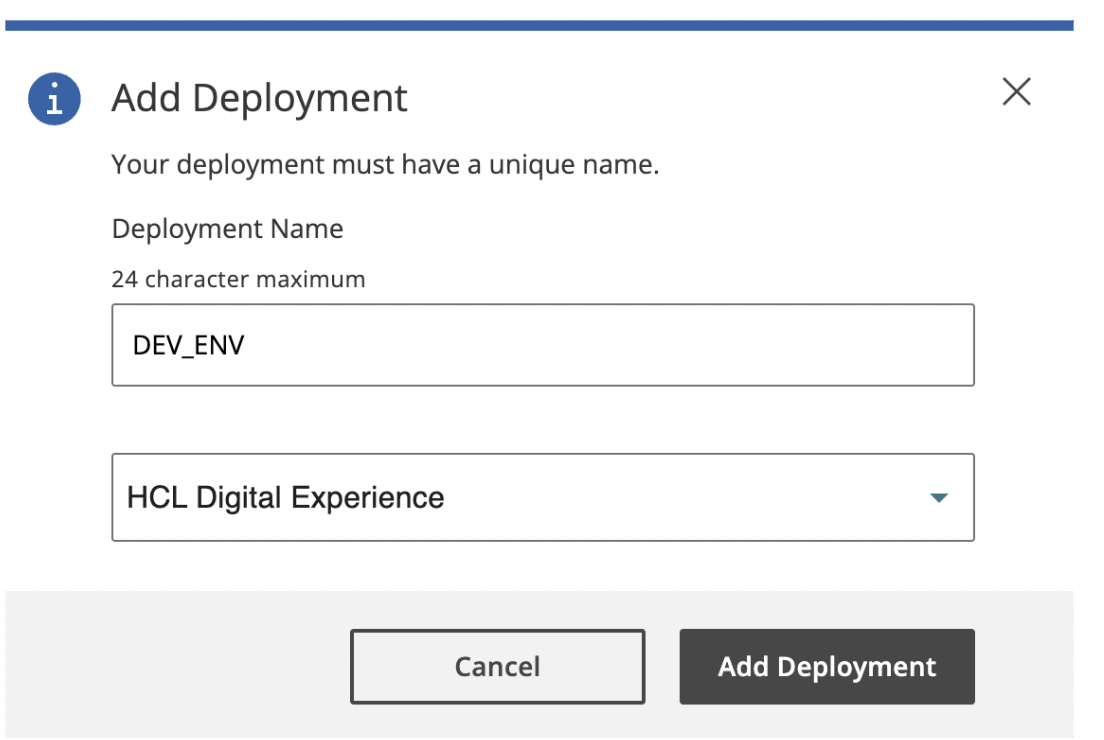 Add Deployment
Your deployment must have a unique name.
Deployment Name
24 character maximum
DEV_ENV
HCL Digital Experience
Cancel
Add Deployment